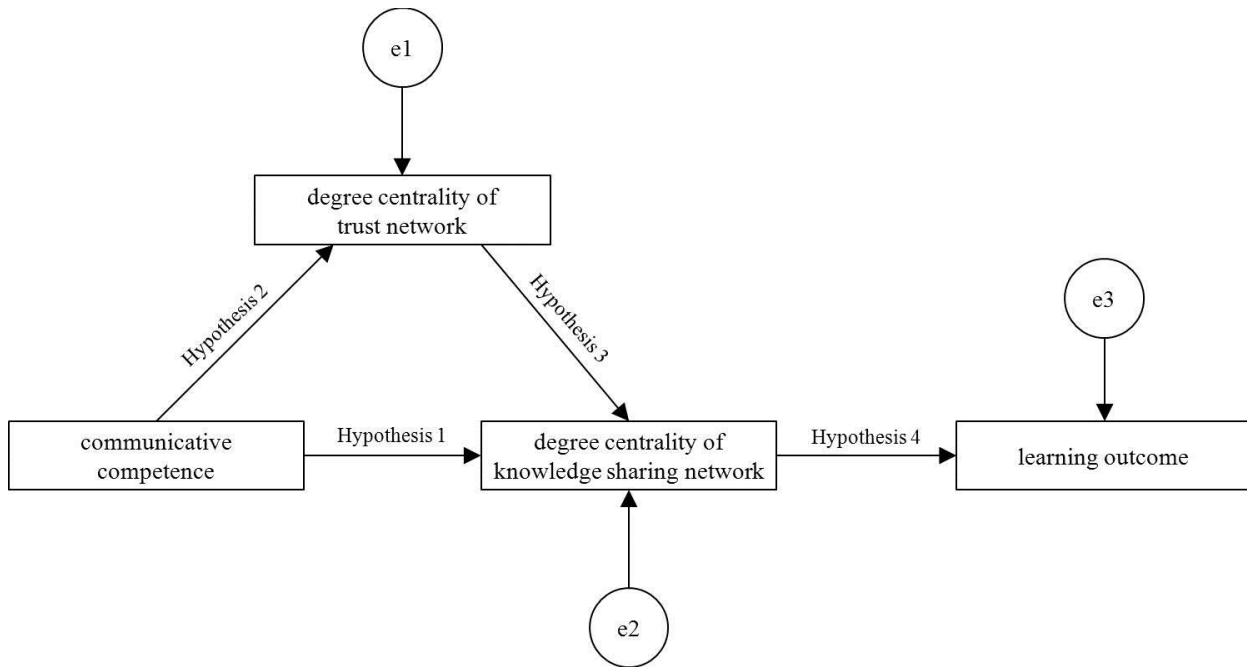 e1
degree centrality of
trust network
Hypothesis 2
Hypothesis 3
e3
communicative
competence
Hypothesis 1
degree centrality of
knowledge sharing network
Hypothesis 4
learning outcome
e2